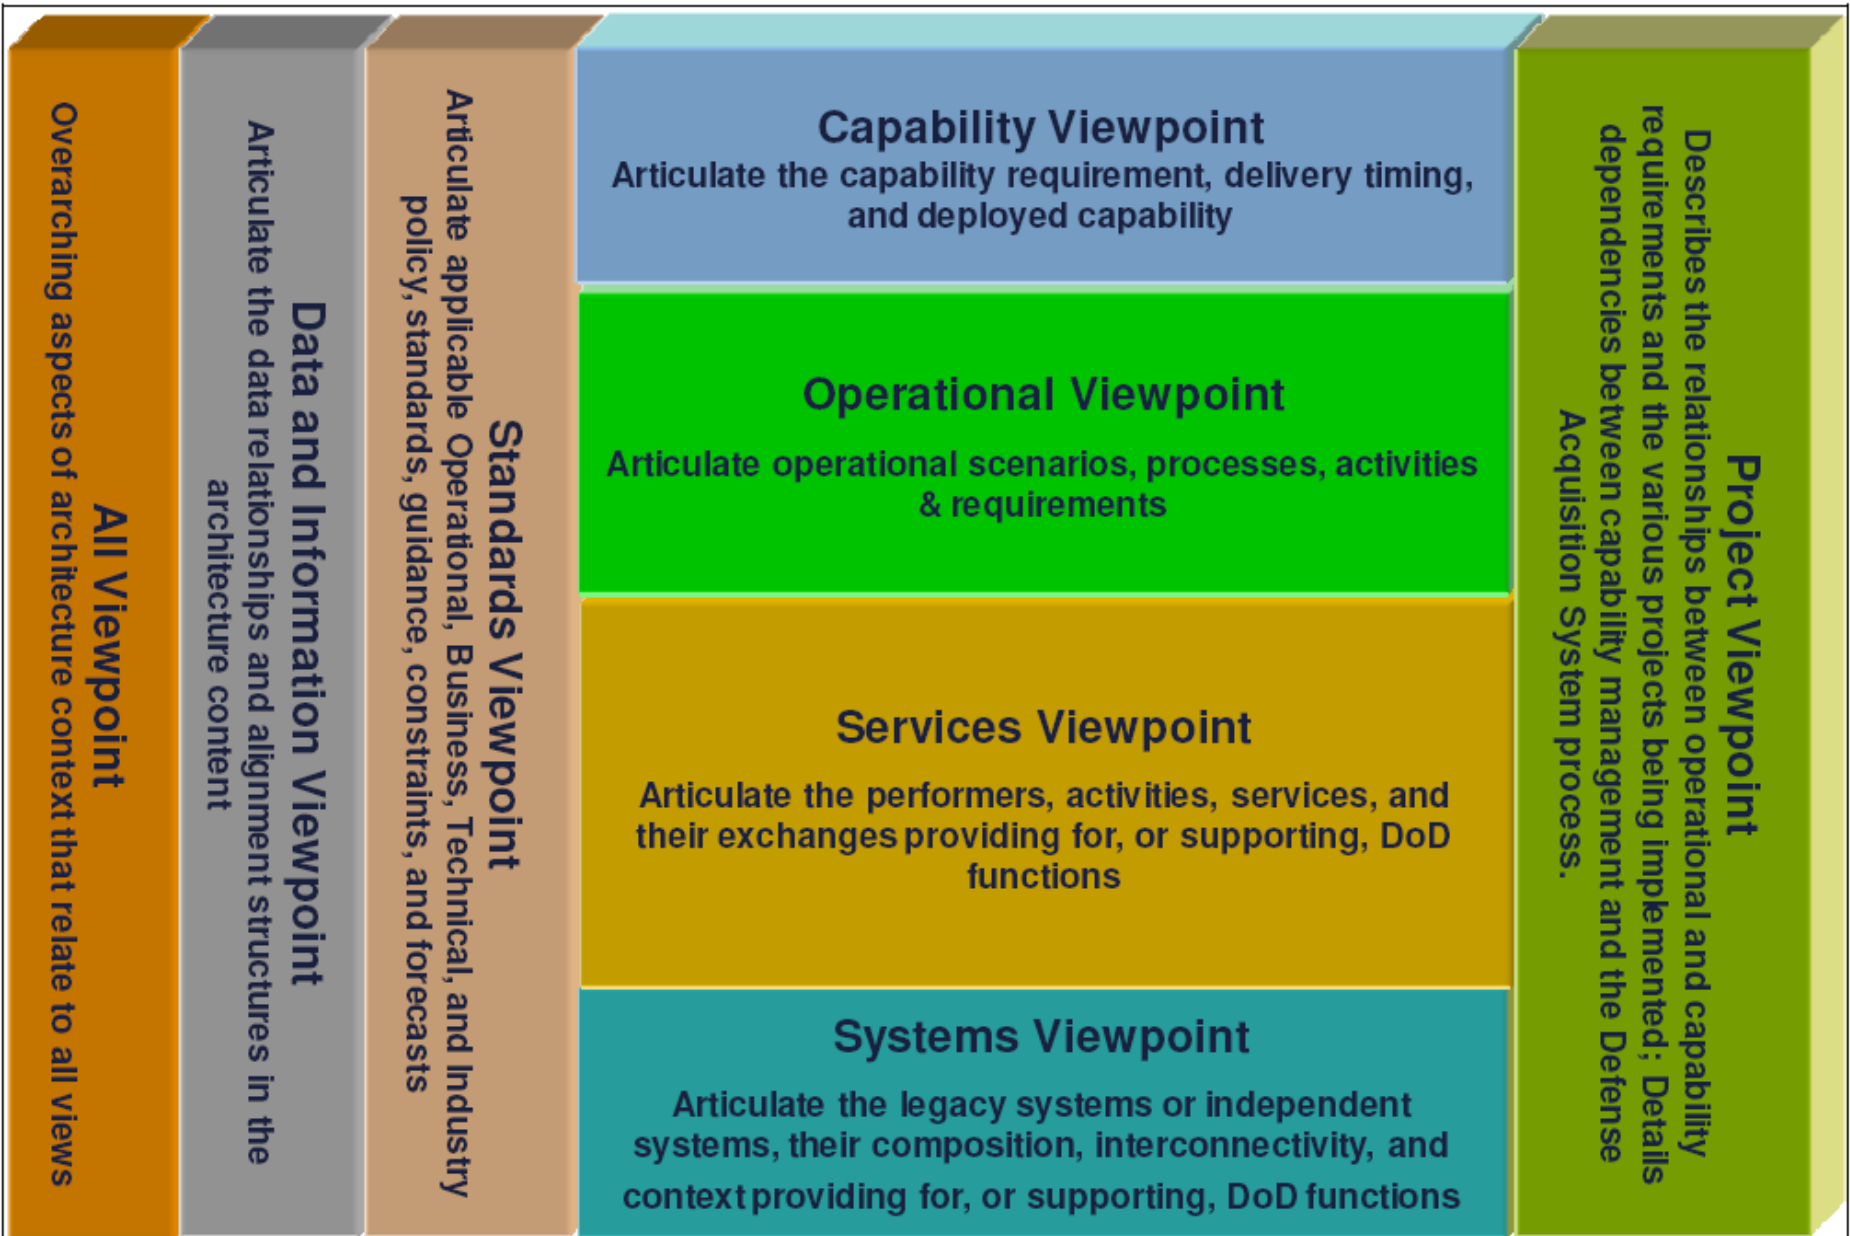 All Viewpoint
Overarching aspects of architecture context that relate to all views
Data and Information Viewpoint
Articulate the data relationships and alignment structures in the
architecture content
Standards Viewpoint
Articulate applicable Operational, Business, Technical, and Industry
policy, standards, guidance, constraints, and forecasts
Capability Viewpoint
Articulate the capability requirement, delivery timing,
and deployed capability
Operational Viewpoint
Articulate operational scenarios, processes, activities
& requirements
Services Viewpoint
Articulate the performers, activities, services, and
their exchanges providing for, or supporting, DoD
functions
Systems Viewpoint
Articulate the legacy systems or independent
systems, their composition, interconnectivity, and
context providing for, or supporting, DoD functions
Project Viewpoint
Describes the relationships between operational and capability
requirements and the various projects being implemented; Details
dependencies between capability management and the Defense
Acquisition System process.